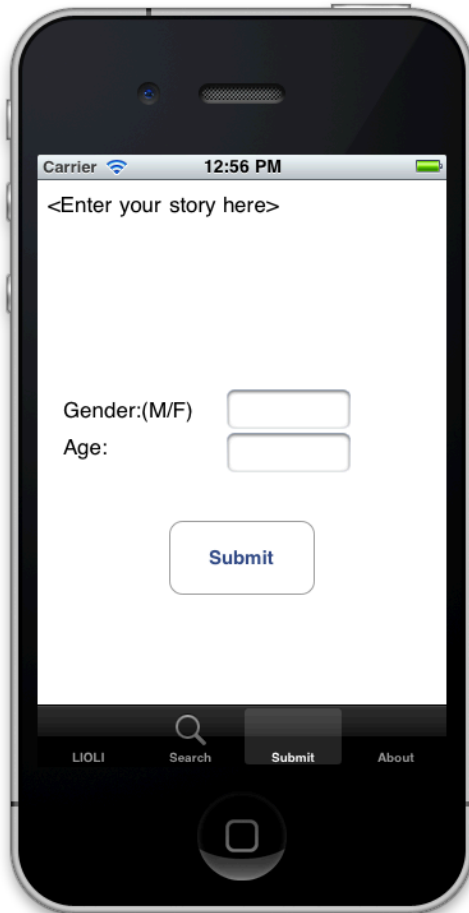 Carrier 12:56 PM
<Enter your story here>
Gender:(M/F)
Age:
Submit
LIOLI Search Submit About